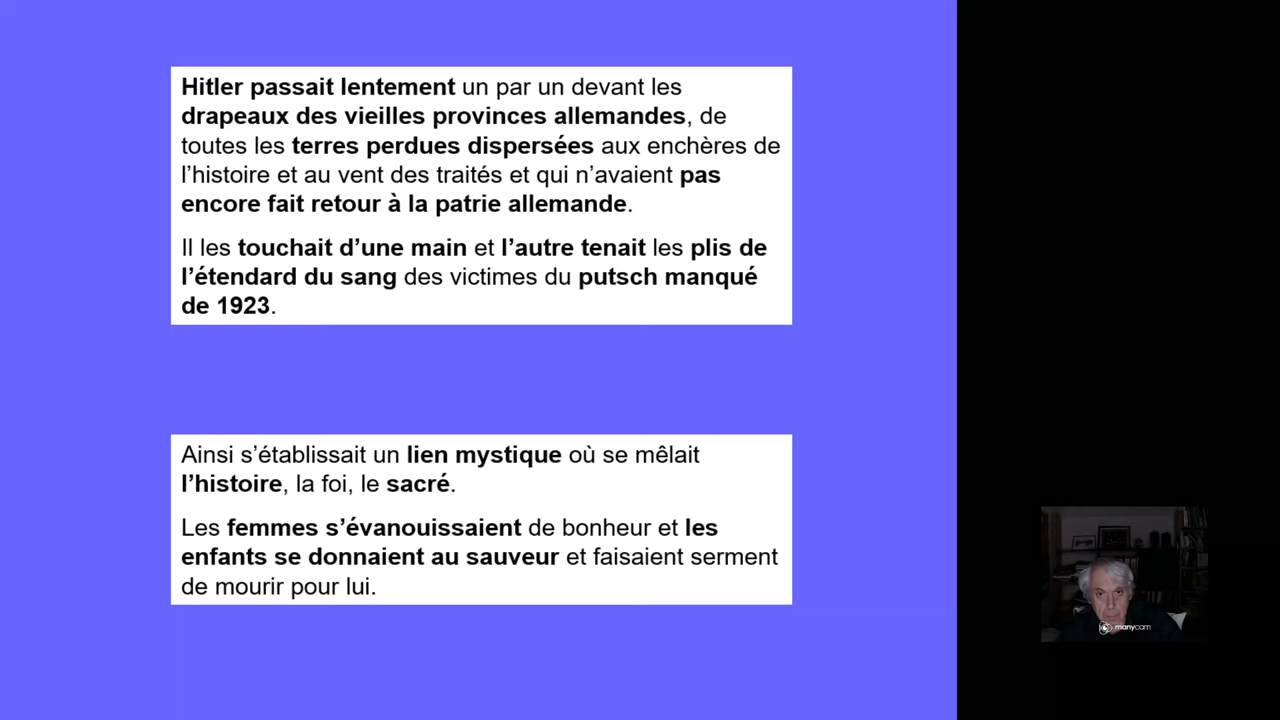 Hitler passait lentement un par un devant les
drapeaux des vieilles provinces allemandes, de
toutes les terres perdues dispersées aux enchères de
l’histoire et au vent des traités et qui n’avaient pas
encore fait retour à la patrie allemande.
Il les touchait d’une main et l’autre tenait les plis de
l’étendard du sang des victimes du putsch manqué
de 1923.
Ainsi s’établissait un lien mystique où se mêlait
l’histoire, la foi, le sacré.
Les femmes s’évanouissaient de bonheur et les
enfants se donnaient au sauveur et faisaient serment
de mourir pour lui.
manycam